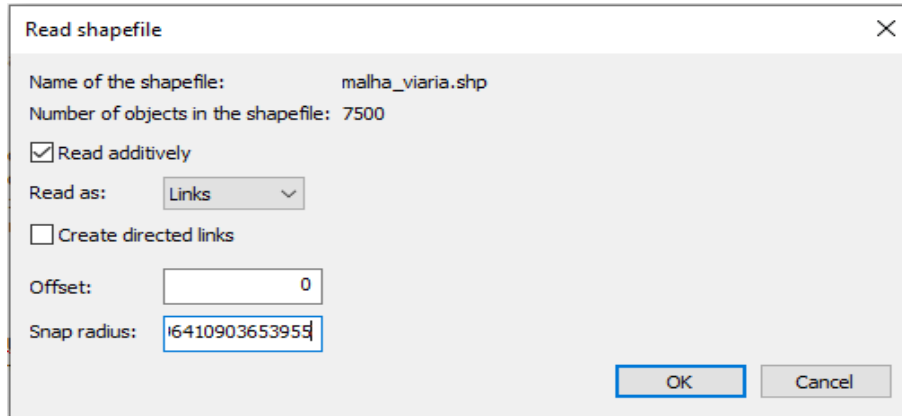 Read shapefile
Name of the shapefile: malha_viaria.shp
Number of objects in the shapefile: 7500
Read additively
Read as: Links
Create directed links
Offset: 0
Snap radius: 6410903653955
OK Cancel